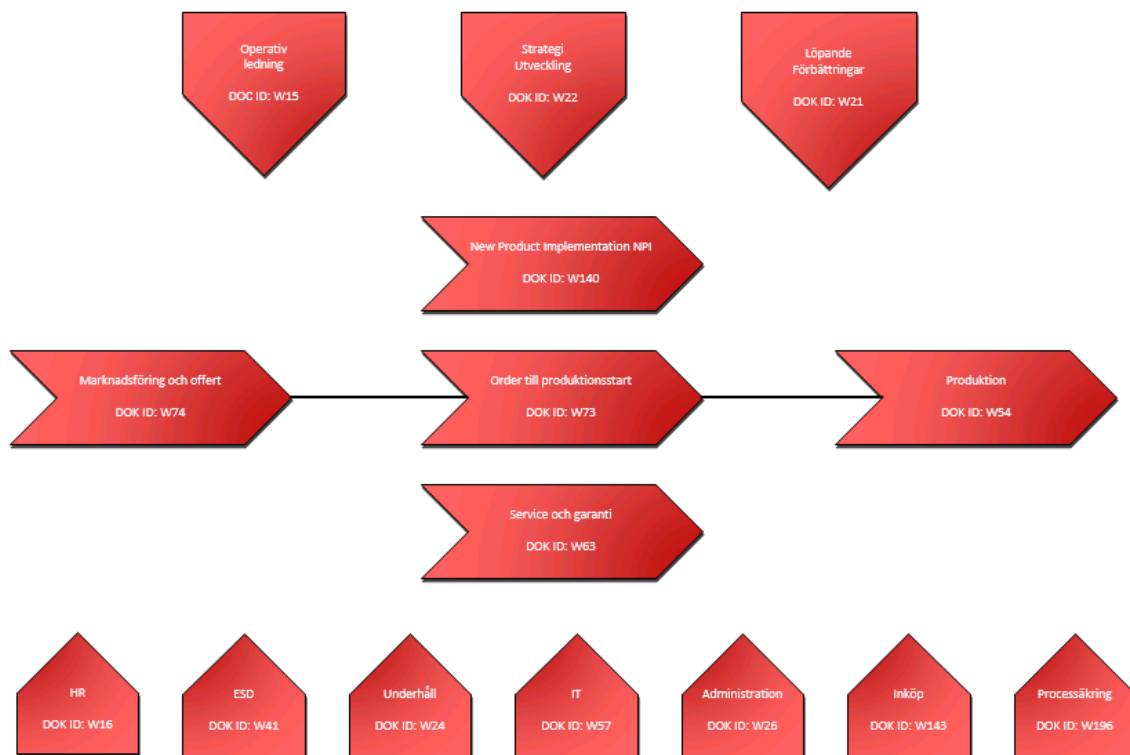 Operativ
ledning
DOC ID: W15
Strategi
Utveckling
DOK ID: W22
Löpande
Förbättringar
DOK ID: W21
New Product Implementation NPI
DOK ID: W140
Marknadsföring och offert
DOK ID: W74
Order till produktionsstart
DOK ID: W73
Produktion
DOK ID: W54
Service och garanti
DOK ID: W63
HR
DOK ID: W16
ESD
DOK ID: W41
Underhåll
DOK ID: W24
IT
DOK ID: W57
Administration
DOK ID: W26
Inköp
DOK ID: W143
Processäkring
DOK ID: W196